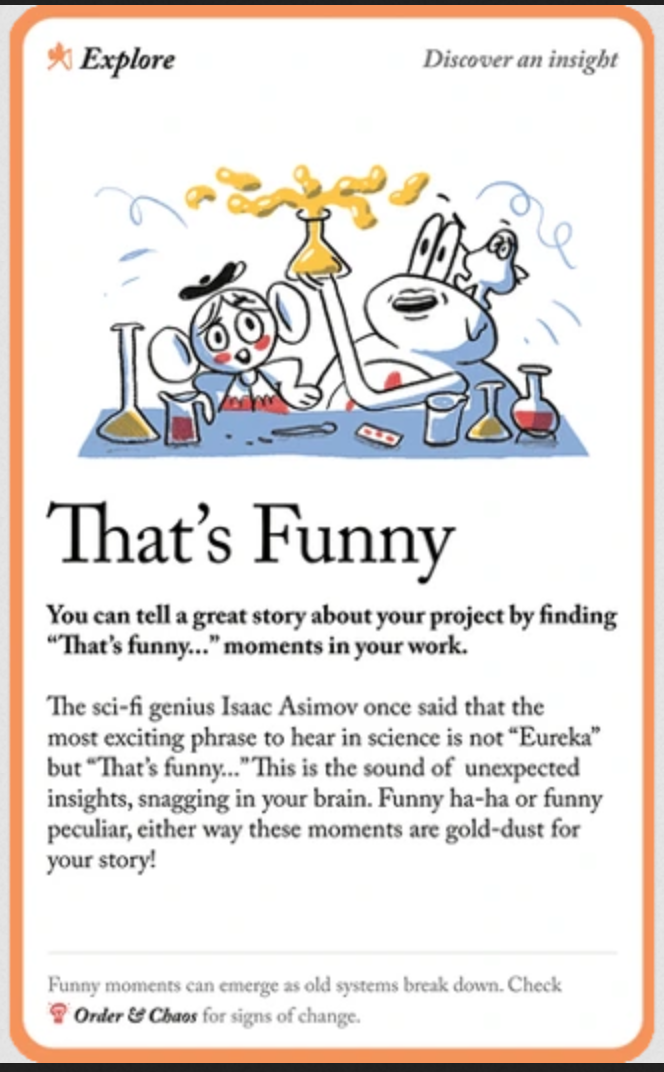 Explore
Discover an insight
That's Funny
You can tell a great story about your project by finding
“That's funny...” moments in your work.
The sci-fi genius Isaac Asimov once said that the
most exciting phrase to hear in science is not “Eureka”
but “That's funny...” This is the sound of unexpected
insights, snagging in your brain. Funny ha-ha or funny
peculiar, either way these moments are gold-dust for
your story!
Funny moments can emerge as old systems break down. Check
Order & Chaos for signs of change.